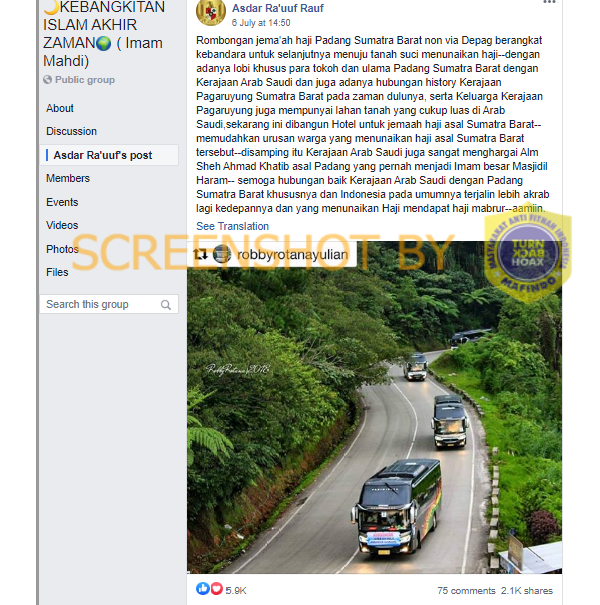 🌙KEBANGKITAN
ISLAM AKHIR
ZAMAN🌍 ( Imam
Mahdi)
Public group
About
Discussion
Asdar Ra'uuf's post
Members
Events
Videos
Photos
Files
Search this group
Asdar Ra'uuf Rauf
6 July at 14:50
Rombongan jema'ah haji Padang Sumatra Barat non via Depag berangkat
kebandara untuk selanjutnya menuju tanah suci menunaikan haji--dengan
adanya lobi khusus para tokoh dan ulama Padang Sumatra Barat dengan
Kerajaan Arab Saudi dan juga adanya hubungan history Kerajaan
Pagaruyung Sumatra Barat pada zaman dulunya, serta Keluarga Kerajaan
Pagaruyung juga mempunyai lahan tanah yang cukup luas di Arab
Saudi,sekarang ini dibangun Hotel untuk jemaah haji asal Sumatra Barat--
memudahkan urusan warga yang menunaikan haji asal Sumatra Barat
tersebut--disamping itu Kerajaan Arab Saudi juga sangat menghargai Alm
Sheh Ahmad Khatib asal Padang yang pernah menjadi Imam besar Masjidil
Haram-- semoga hubungan baik Kerajaan Arab Saudi dengan Padang
Sumatra Barat khususnya dan Indonesia pada umumnya terjalin lebih akrab
lagi kedepannya dan yang menunaikan Haji mendapat haji mabrur--aamiin.
See Translation
SCREENSHOT BY
MASYARAKAT ANTI FITNAH INDONESIA
TURN
BACK
HOAX
MAFINDO
robbyrotanayulian
5.9K
75 comments 2.1K shares